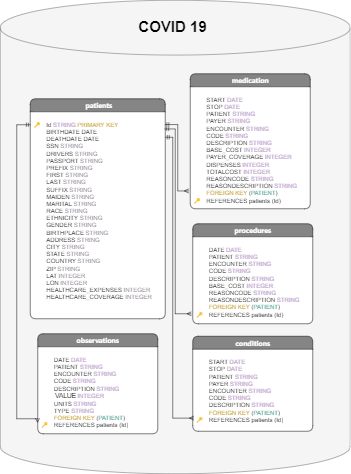 COVID 19
patients
Id STRING PRIMARY KEY
BIRTHDATE DATE
DEATHDATE DATE
SSN STRING
DRIVERS STRING
PASSPORT STRING
PREFIX STRING
FIRST STRING
LAST STRING
SUFFIX STRING
MAIDEN STRING
MARITAL STRING
RACE STRING
ETHNICITY STRING
GENDER STRING
BIRTHPLACE STRING
ADDRESS STRING
CITY STRING
STATE STRING
COUNTRY STRING
ZIP STRING
LAT INTEGER
LON INTEGER
HEALTHCARE_EXPENSES INTEGER
HEALTHCARE_COVERAGE INTEGER
observations
DATE DATE
PATIENT STRING
ENCOUNTER STRING
CODE STRING
DESCRIPTION STRING
VALUE INTEGER
UNITS STRING
TYPE STRING
FOREIGN KEY (PATIENT)
REFERENCES patients (Id)
medication
START DATE
STOP DATE
PATIENT STRING
PAYER STRING
ENCOUNTER STRING
CODE STRING
DESCRIPTION STRING
BASE_COST INTEGER
PAYER_COVERAGE INTEGER
DISPENSES INTEGER
TOTALCOST INTEGER
REASONCODE STRING
REASONDESCRIPTION STRING
FOREIGN KEY (PATIENT)
REFERENCES patients (Id)
procedures
DATE DATE
PATIENT STRING
ENCOUNTER STRING
CODE STRING
DESCRIPTION STRING
BASE_COST INTEGER
REASONCODE STRING
REASONDESCRIPTION STRING
FOREIGN KEY (PATIENT)
REFERENCES patients (Id)
conditions
START DATE
STOP DATE
PATIENT STRING
PAYER STRING
ENCOUNTER STRING
CODE STRING
DESCRIPTION STRING
FOREIGN KEY (PATIENT)
REFERENCES patients (Id)